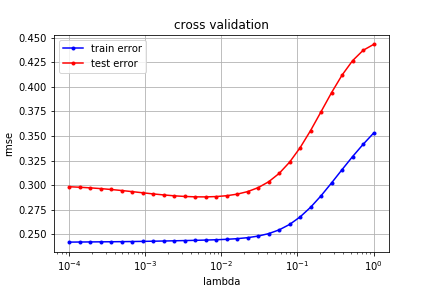 cross validation
train error
test error
rmse
0.450
0.425
0.400
0.375
0.350
0.325
0.300
0.275
0.250
10⁻⁴ 10⁻³ 10⁻² 10⁻¹ 10⁰
lambda